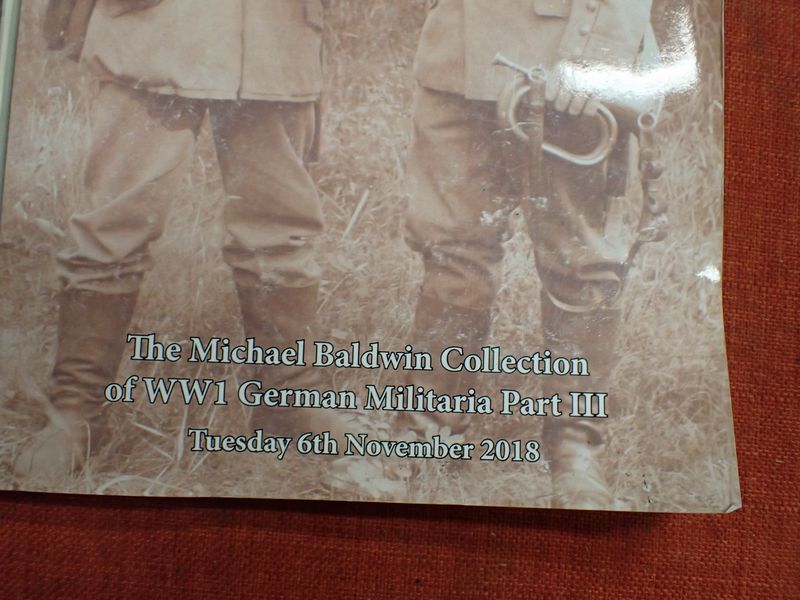 The Michael Baldwin Collection
of WW1 German Militaria Part III
Tuesday 6th November 2018